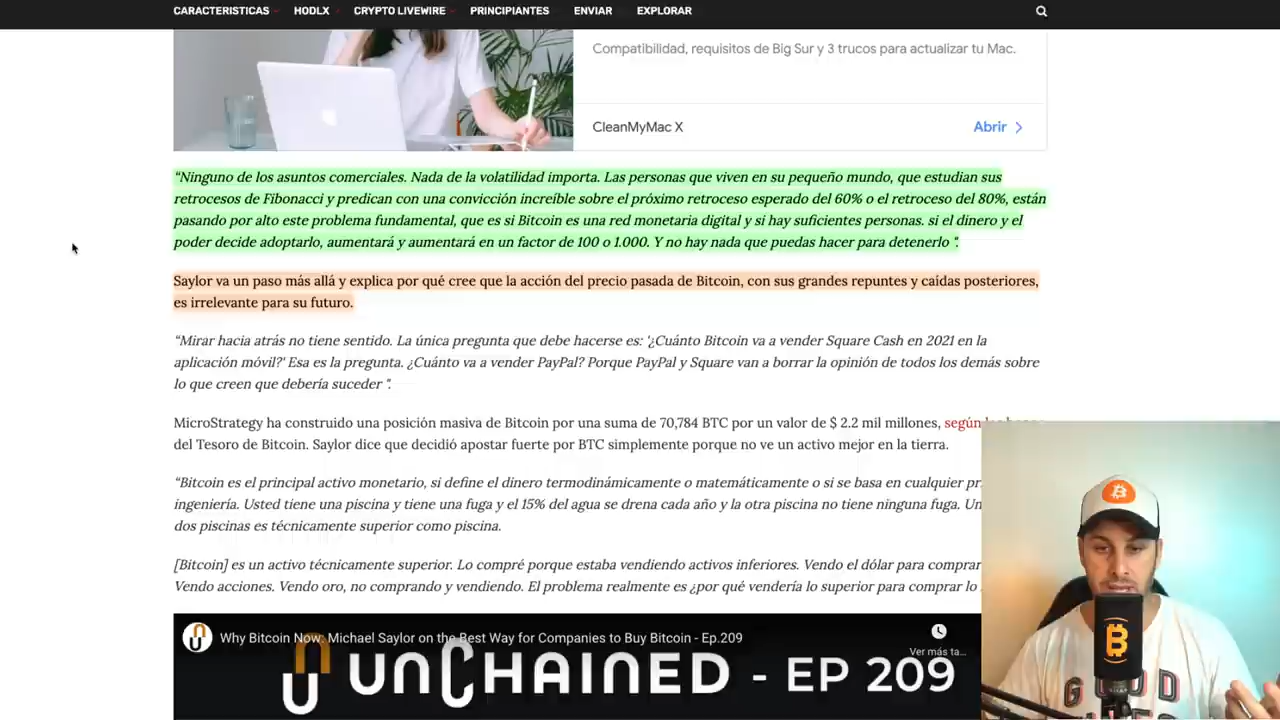 CARACTERISTICAS HODLX CRYPTO LIVEWIRE PRINCIPIANTES ENVIAR EXPLORAR
Compatibilidad, requisitos de Big Sur y 3 trucos para actualizar tu Mac.
CleanMyMac X Abrir
“Ninguno de los asuntos comerciales. Nada de la volatilidad importa. Las personas que viven en su pequeño mundo, que estudian sus
retrocesos de Fibonacci y predican con una convicción increíble sobre el próximo retroceso esperado del 60% o el retroceso del 80%, están
pasando por alto este problema fundamental, que es si Bitcoin es una red monetaria digital y si hay suficientes personas. si el dinero y el
poder decide adoptarlo, aumentará y aumentará en un factor de 100 o 1.000. Y no hay nada que puedas hacer para detenerlo ”.
Saylor va un paso más allá y explica por qué cree que la acción del precio pasada de Bitcoin, con sus grandes repuntes y caídas posteriores,
es irrelevante para su futuro.
“Mirar hacia atrás no tiene sentido. La única pregunta que debe hacerse es: '¿Cuánto Bitcoin va a vender Square Cash en 2021 en la
aplicación móvil?' Esa es la pregunta. ¿Cuánto va a vender PayPal? Porque PayPal y Square van a borrar la opinión de todos los demás sobre
lo que creen que debería suceder ”.
MicroStrategy ha construido una posición masiva de Bitcoin por una suma de 70,784 BTC por un valor de $ 2.2 mil millones, según
del Tesoro de Bitcoin. Saylor dice que decidió apostar fuerte por BTC simplemente porque no ve un activo mejor en la tierra.
“Bitcoin es el principal activo monetario, si define el dinero termodinámicamente o matemáticamente o si se basa en cualquier
ingeniería. Usted tiene una piscina y tiene una fuga y el 15% del agua se drena cada año y la otra piscina no tiene ninguna fuga.
dos piscinas es técnicamente superior como piscina.
[Bitcoin] es un activo técnicamente superior. Lo compré porque estaba vendiendo activos inferiores. Vendo el dólar para comprar
Vendo acciones. Vendo oro, no comprando y vendiendo. El problema realmente es ¿por qué vendería lo superior para comprar lo
Why Bitcoin Now: Michael Saylor on the Best Way for Companies to Buy Bitcoin - Ep.209
Ver más ta...
UNCHAINED - EP 209